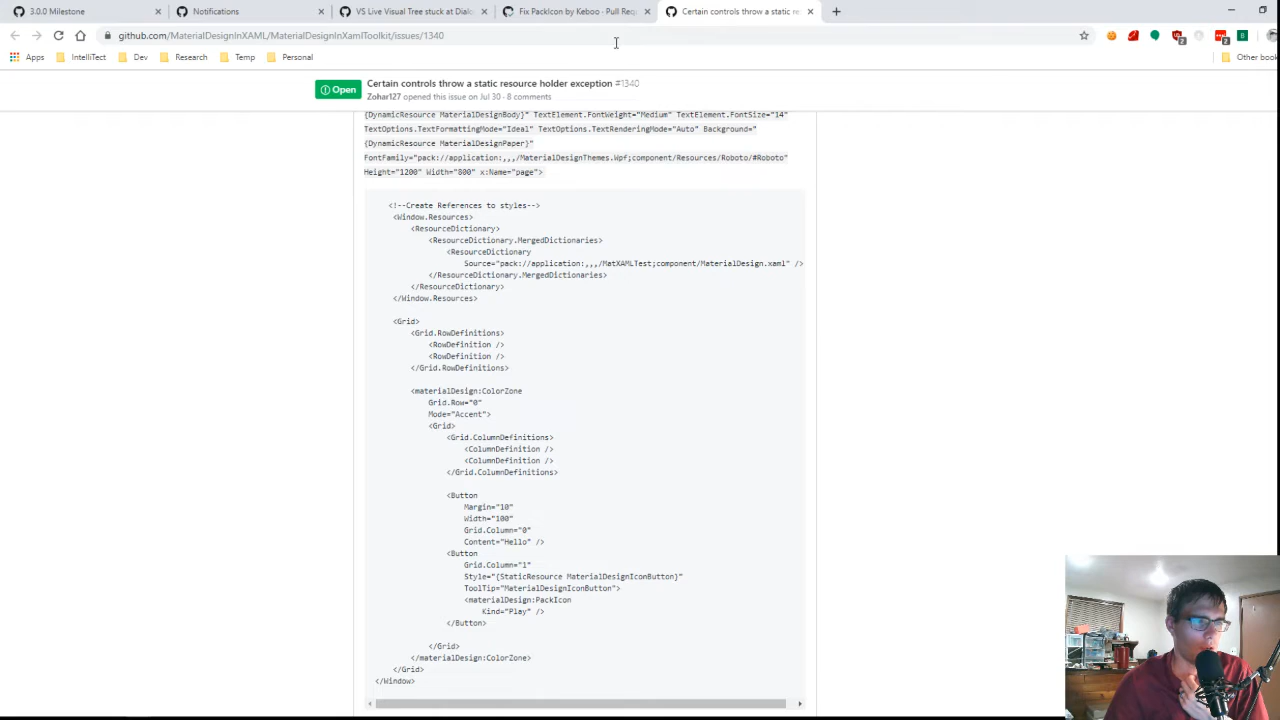 3.0.0 Milestone
Notifications
VS Live Visual Tree stuck at Dialo
Fix PackIcon by Keboo · Pull Req
Certain controls throw a static re
github.com/MaterialDesignInXAML/MaterialDesignInXamlToolkit/issues/1340
Apps
IntelliTect
Dev
Research
Temp
Personal
Other book
Open
Certain controls throw a static resource holder exception #1340
Zohar127 opened this issue on Jul 30 · 8 comments
{DynamicResource MaterialDesignBody}" TextElement.FontWeight="Medium" TextElement.FontSize="14"
TextOptions.TextFormattingMode="Ideal" TextOptions.TextRenderingMode="Auto" Background="
{DynamicResource MaterialDesignPaper}"
FontFamily="pack://application:,,,/MaterialDesignThemes.Wpf;component/Resources/Roboto/#Roboto"
Height="1200" Width="800" x:Name="page">
<!--Create References to styles-->
<Window.Resources>
<ResourceDictionary>
<ResourceDictionary.MergedDictionaries>
<ResourceDictionary
Source="pack://application:,,,/MatXAMLTest;component/MaterialDesign.xaml" />
</ResourceDictionary.MergedDictionaries>
</ResourceDictionary>
</Window.Resources>
<Grid>
<Grid.RowDefinitions>
<RowDefinition />
<RowDefinition />
</Grid.RowDefinitions>
<materialDesign:ColorZone
Grid.Row="0"
Mode="Accent">
<Grid>
<Grid.ColumnDefinitions>
<ColumnDefinition />
<ColumnDefinition />
</Grid.ColumnDefinitions>
<Button
Margin="10"
Width="100"
Grid.Column="0"
Content="Hello" />
<Button
Grid.Column="1"
Style="{StaticResource MaterialDesignIconButton}"
ToolTip="MaterialDesignIconButton">
<materialDesign:PackIcon
Kind="Play" />
</Button>
</Grid>
</materialDesign:ColorZone>
</Grid>
</Window>